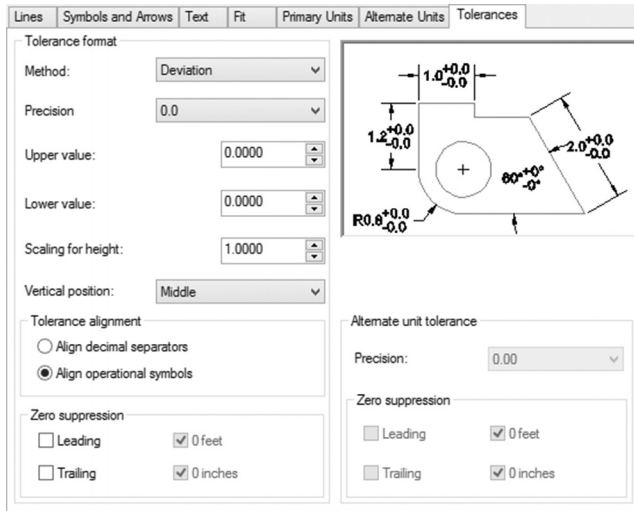 Lines Symbols and Arrows Text Fit Primary Units Alternate Units Tolerances
Tolerance format
Method: Deviation
Precision 0.0
Upper value: 0.0000
Lower value: 0.0000
Scaling for height: 1.0000
Vertical position: Middle
Tolerance alignment
Align decimal separators
Align operational symbols
Zero suppression
Leading 0 feet
Trailing 0 inches
1.0+0.0
-0.0
1.2+0.0
-0.0
2.0+0.0
-0.0
60°+0°
-0°
R0.8+0.0
-0.0
Alternate unit tolerance
Precision: 0.00
Zero suppression
Leading 0 feet
Trailing 0 inches